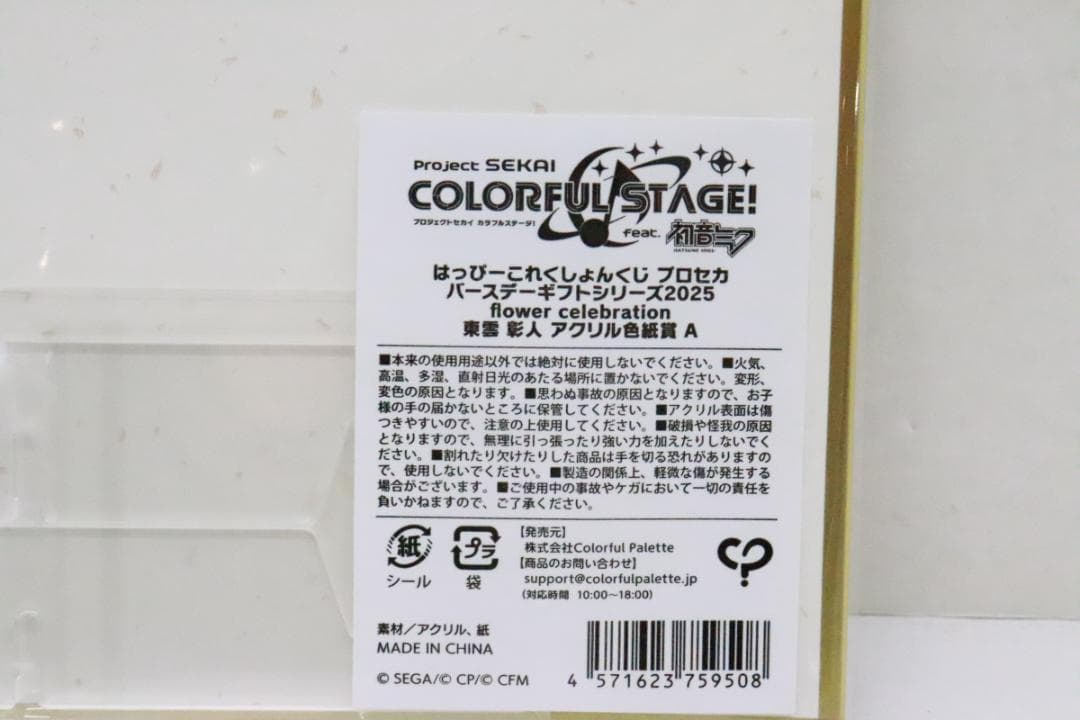 Project SEKAI
COLORFUL STAGE!
プロジェクトセカイ カラフルステージ!
feat. 初音ミク
HATSUNE MIKU
はっぴーこれくしょんくじ プロセカ
バースデーギフトシリーズ2025
flower celebration
東雲 彰人 アクリル色紙賞 A
■本来の使用用途以外では絶対に使用しないでください。■火気、
高温、多湿、直射日光のあたる場所に置かないでください。変形、
変色の原因となります。■思わぬ事故の原因となりますので、お子
様の手の届かないところに保管してください。■アクリル表面は傷
つきやすいので、注意の上使用してください。■破損や怪我の原因
となりますので、無理に引っ張ったり強い力を加えたりしないでく
ださい。■割れたり欠けたりした商品は手を切る恐れがありますの
で、使用しないでください。■製造の関係上、軽微な傷が発生する
場合がございます。■ご使用中の事故やケガにおいて一切の責任を
負いかねますので、ご了承ください。
紙
シール
プラ
袋
【発売元】
株式会社Colorful Palette
【商品のお問い合わせ】
support@colorfulpalette.jp
(対応時間 10:00~18:00)
素材/アクリル、紙
MADE IN CHINA
© SEGA/© CP/© CFM
4 571623 759508